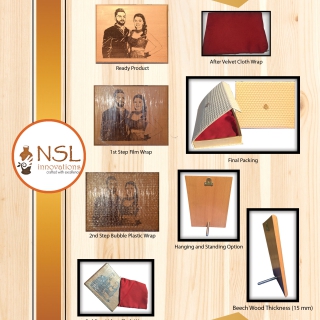 Ready Product
After Velvet Cloth Wrap
NSL
innovations
crafted with excellence
1st Step Film Wrap
Final Packing
2nd Step Bubble Plastic Wrap
Hanging and Standing Option
Beech Wood Thickness (15 mm)